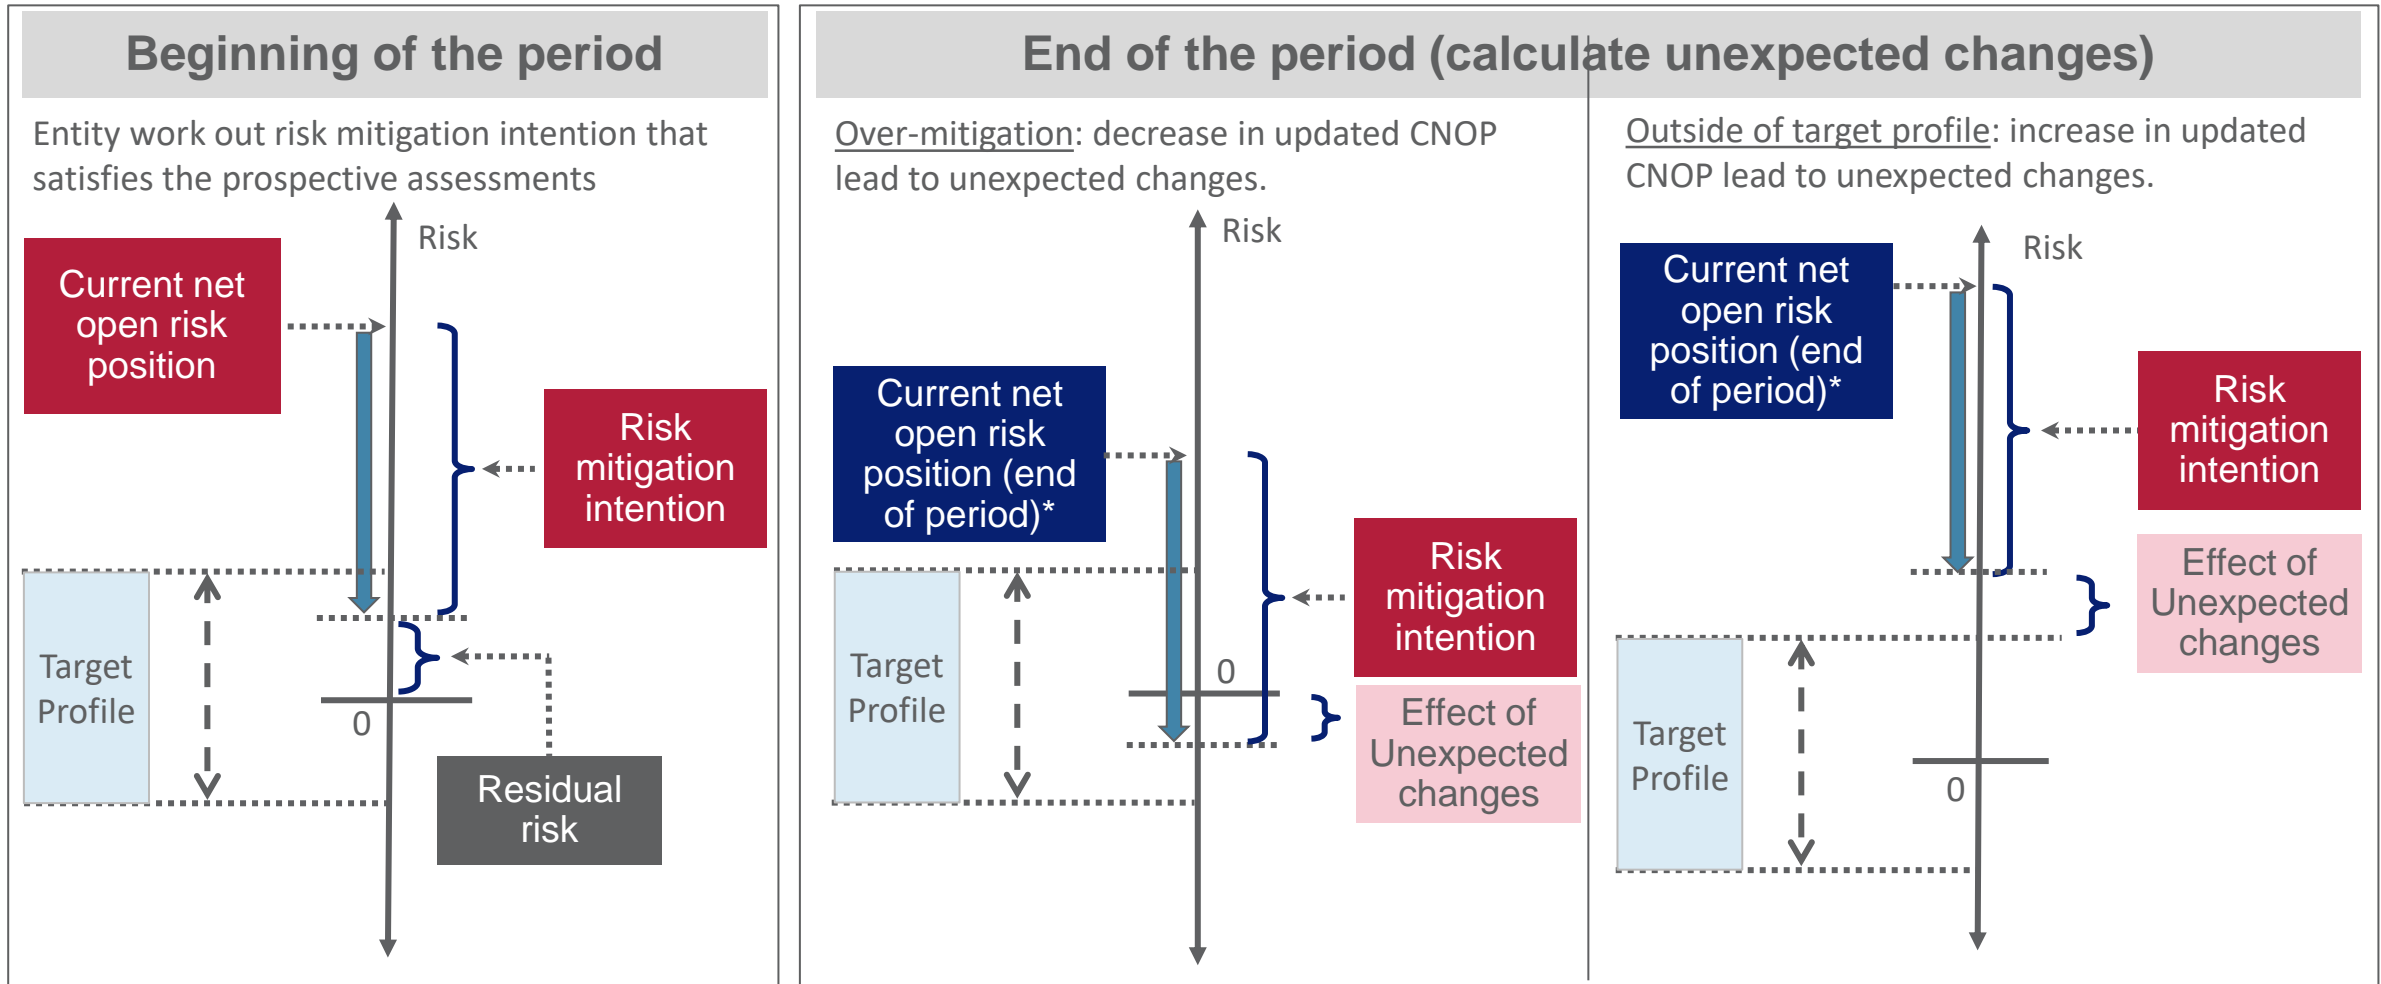 Beginning of the period
Entity work out risk mitigation intention that
satisfies the prospective assessments
Risk
Current net
open risk
position
Risk
mitigation
intention
Target
Profile
0
Residual
risk
End of the period (calculate unexpected changes)
Over-mitigation: decrease in updated CNOP
lead to unexpected changes.
Risk
Current net
open risk
position (end
of period)*
Risk
mitigation
intention
Target
Profile
0
Effect of
Unexpected
changes
Outside of target profile: increase in updated
CNOP lead to unexpected changes.
Risk
Current net
open risk
position (end
of period)*
Risk
mitigation
intention
Effect of
Unexpected
changes
Target
Profile
0